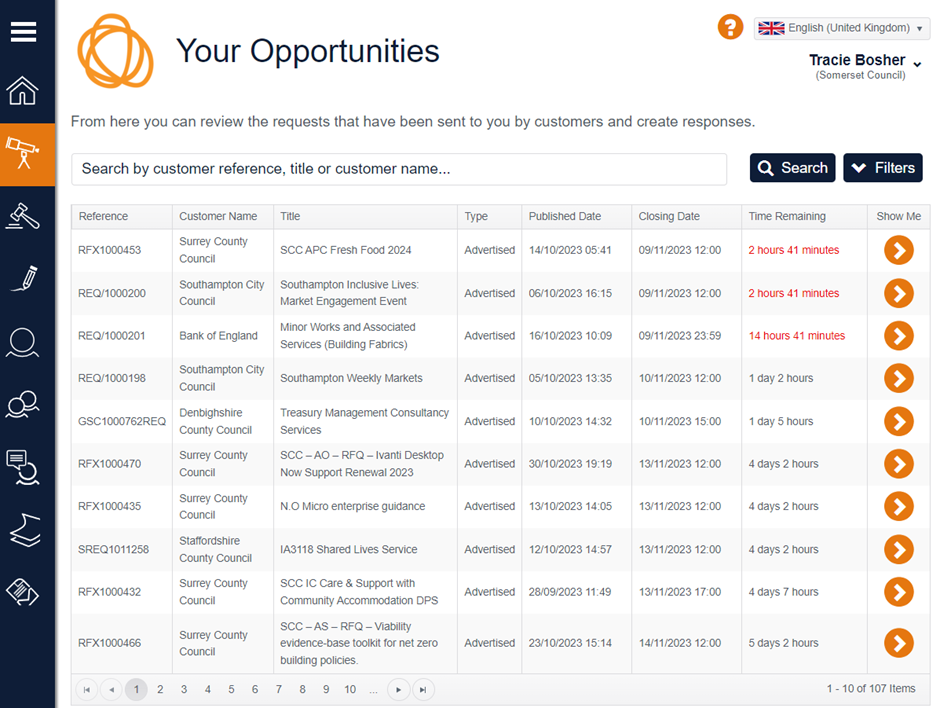 ?
English (United Kingdom)
Your Opportunities
Tracie Bosher
(Somerset Council)
From here you can review the requests that have been sent to you by customers and create responses.
Search by customer reference, title or customer name...
Search
Filters
Reference Customer Name Title Type Published Date Closing Date Time Remaining Show Me
RFX1000453 Surrey County Council SCC APC Fresh Food 2024 Advertised 14/10/2023 05:41 09/11/2023 12:00 2 hours 41 minutes
REQ/1000200 Southampton City Council Southampton Inclusive Lives: Market Engagement Event Advertised 06/10/2023 16:15 09/11/2023 12:00 2 hours 41 minutes
REQ/1000201 Bank of England Minor Works and Associated Services (Building Fabrics) Advertised 16/10/2023 10:09 09/11/2023 23:59 14 hours 41 minutes
REQ/1000198 Southampton City Council Southampton Weekly Markets Advertised 05/10/2023 13:35 10/11/2023 12:00 1 day 2 hours
GSC1000762REQ Denbighshire County Council Treasury Management Consultancy Services Advertised 10/10/2023 14:32 10/11/2023 15:00 1 day 5 hours
RFX1000470 Surrey County Council SCC – AO – RFQ – Ivanti Desktop Now Support Renewal 2023 Advertised 30/10/2023 19:19 13/11/2023 12:00 4 days 2 hours
RFX1000435 Surrey County Council N.O Micro enterprise guidance Advertised 13/10/2023 14:05 13/11/2023 12:00 4 days 2 hours
SREQ1011258 Staffordshire County Council IA3118 Shared Lives Service Advertised 12/10/2023 14:57 13/11/2023 12:00 4 days 2 hours
RFX1000432 Surrey County Council SCC IC Care & Support with Community Accommodation DPS Advertised 28/09/2023 11:49 13/11/2023 17:00 4 days 7 hours
RFX1000466 Surrey County Council SCC – AS – RFQ – Viability evidence-base toolkit for net zero building policies. Advertised 23/10/2023 15:14 14/11/2023 12:00 5 days 2 hours
1 2 3 4 5 6 7 8 9 10 ... 1 - 10 of 107 Items